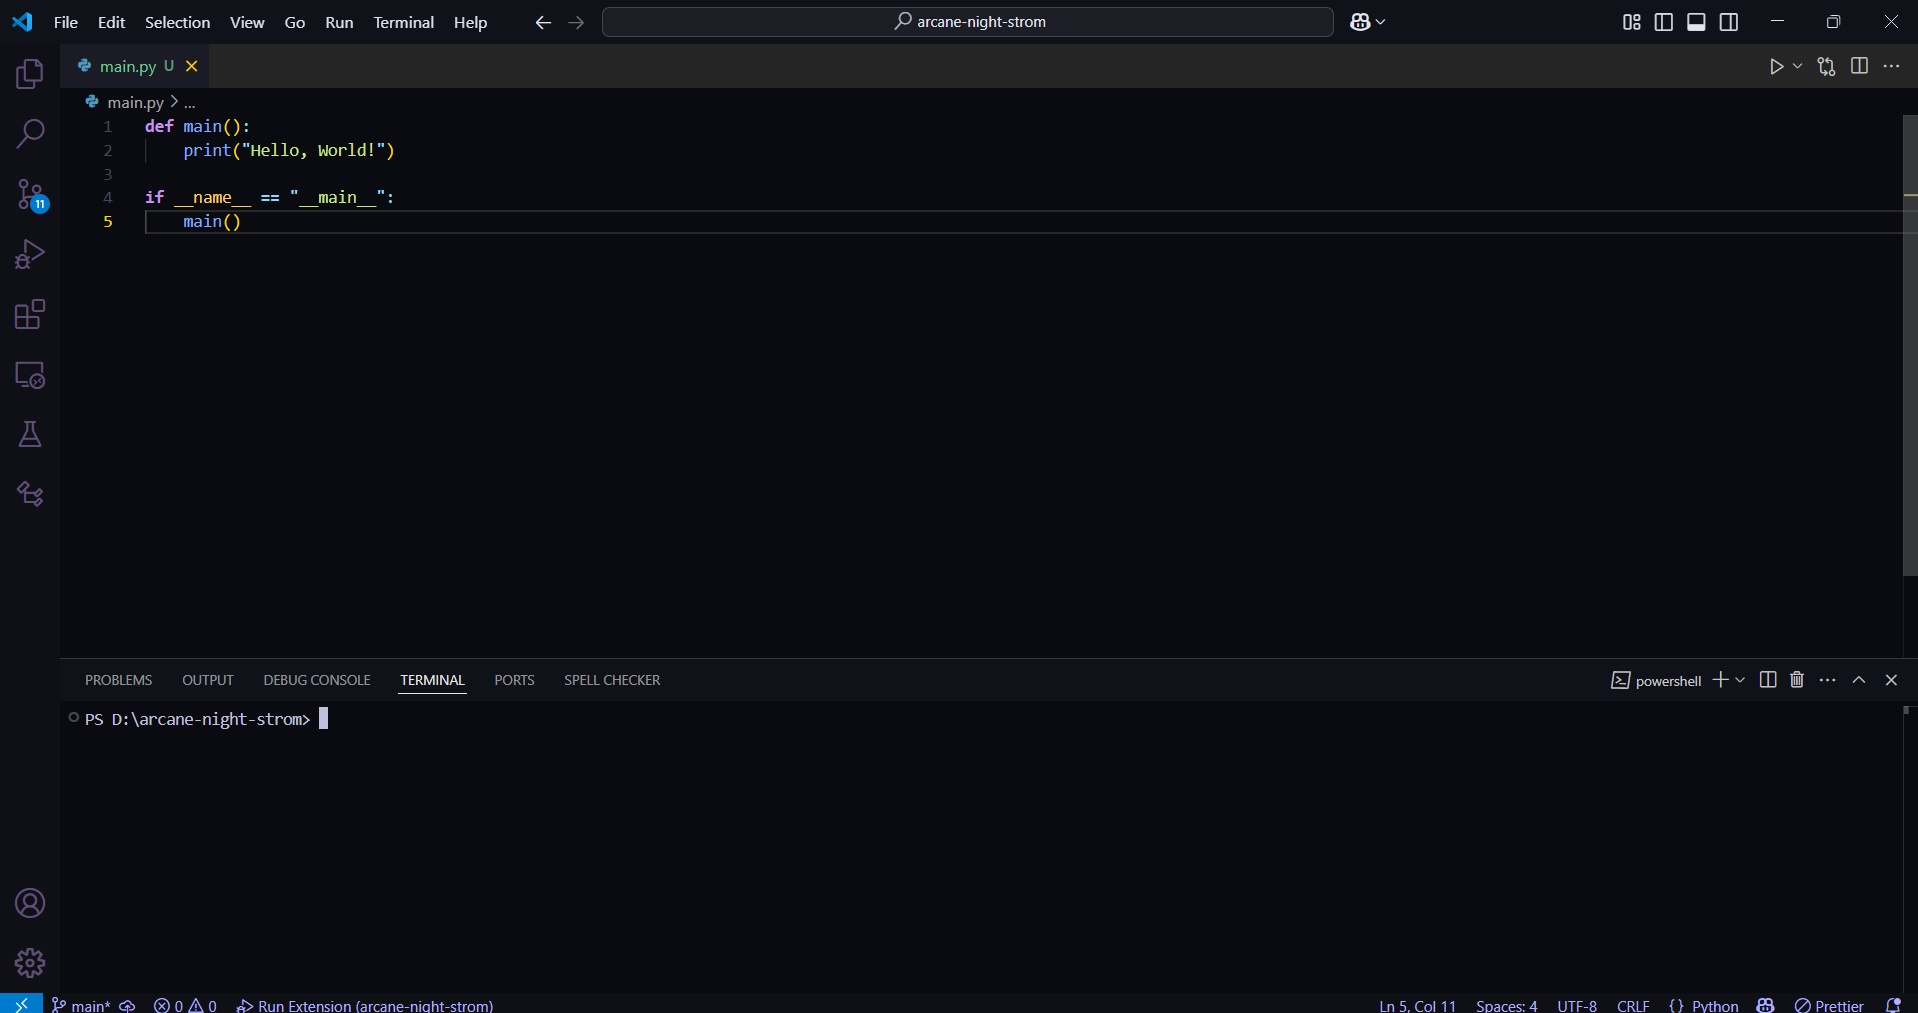 File Edit Selection View Go Run Terminal Help arcane-night-strom
main.py U
main.py > ...
1 def main():
2 print("Hello, World!")
3
4 if __name__ == "__main__":
5 main()
11
PROBLEMS OUTPUT DEBUG CONSOLE TERMINAL PORTS SPELL CHECKER powershell
PS D:\arcane-night-strom>
main* 0 0 Run Extension (arcane-night-strom) Ln 5, Col 11 Spaces: 4 UTF-8 CRLF {} Python Prettier